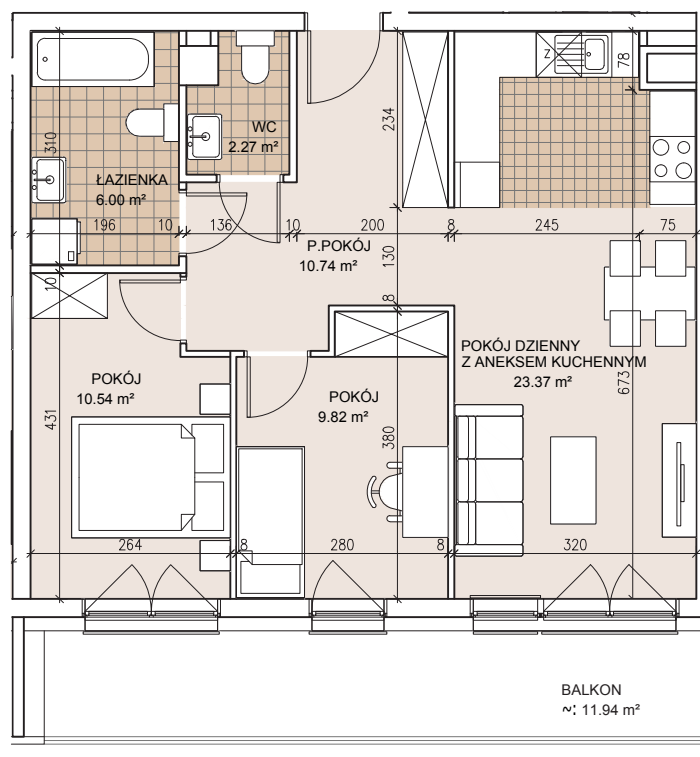 Z
78
310
WC
2.27 m²
234
ŁAZIENKA
6.00 m²
196
10
136
10
200
8
245
75
P.POKÓJ
10.74 m²
130
10
8
POKÓJ DZIENNY
Z ANEKSEM KUCHENNYM
23.37 m²
673
POKÓJ
10.54 m²
POKÓJ
9.82 m²
431
380
264
8
280
8
320
BALKON
~: 11.94 m²